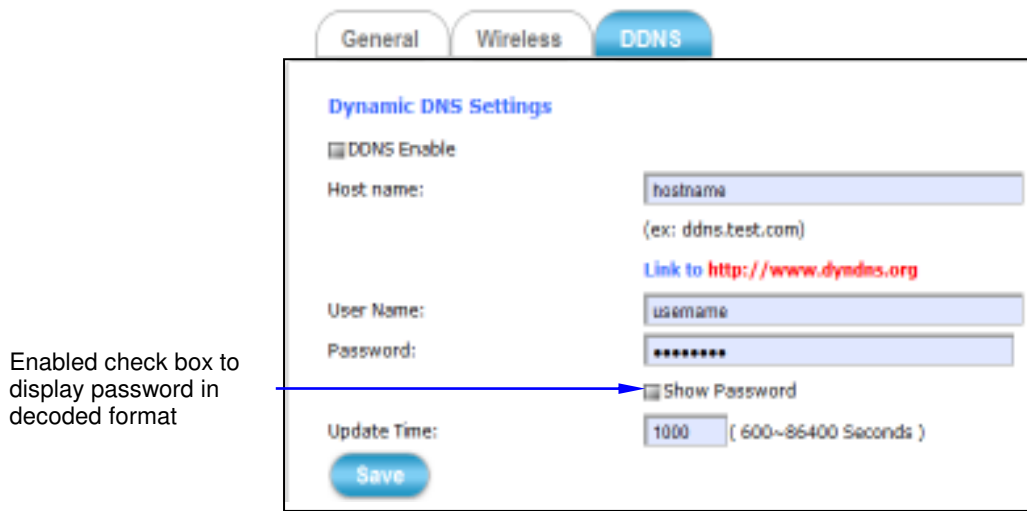 General Wireless DDNS
Dynamic DNS Settings
DDNS Enable
Host name: hostname
(ex: ddns.test.com)
Link to http://www.dyndns.org
User Name: username
Password: ••••••••
Enabled check box to
display password in
decoded format
Show Password
Update Time: 1000 ( 600~86400 Seconds )
Save